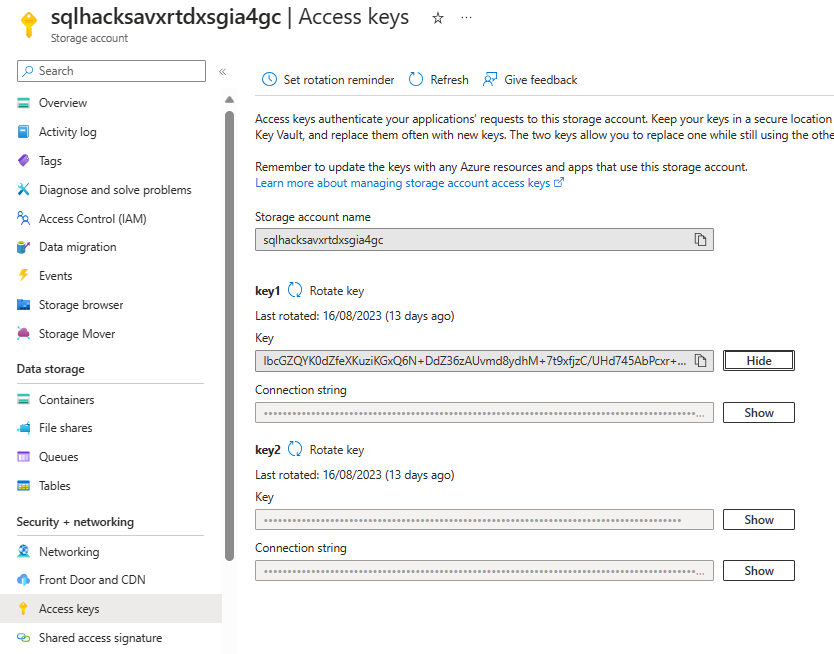 sqlhacksavxrtdxsgia4gc | Access keys
Storage account
Search
Overview
Activity log
Tags
Diagnose and solve problems
Access Control (IAM)
Data migration
Events
Storage browser
Storage Mover
Data storage
Containers
File shares
Queues
Tables
Security + networking
Networking
Front Door and CDN
Access keys
Shared access signature
Set rotation reminder
Refresh
Give feedback
Access keys authenticate your applications' requests to this storage account. Keep your keys in a secure location
Key Vault, and replace them often with new keys. The two keys allow you to replace one while still using the othe
Remember to update the keys with any Azure resources and apps that use this storage account.
Learn more about managing storage account access keys
Storage account name
sqlhacksavxrtdxsgia4gc
key1 Rotate key
Last rotated: 16/08/2023 (13 days ago)
Key
Hide
Connection string
Show
key2 Rotate key
Last rotated: 16/08/2023 (13 days ago)
Key
Show
Connection string
Show